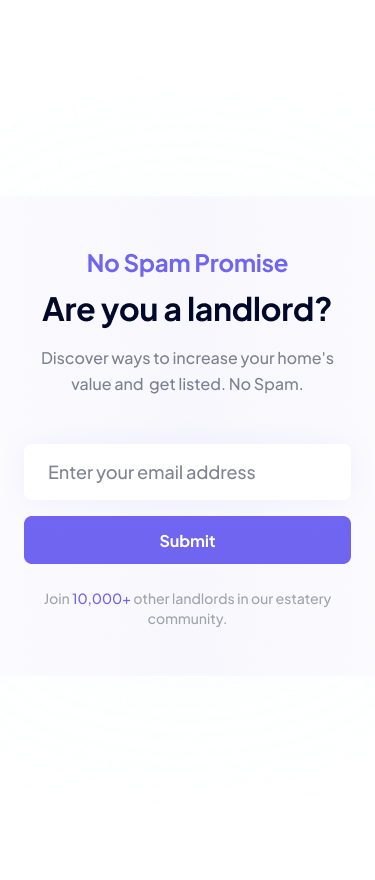 No Spam Promise
Are you a landlord?
Discover ways to increase your home's
value and  get listed. No Spam.
Enter your email address
Submit
Join 10,000+ other landlords in our estatery
community.